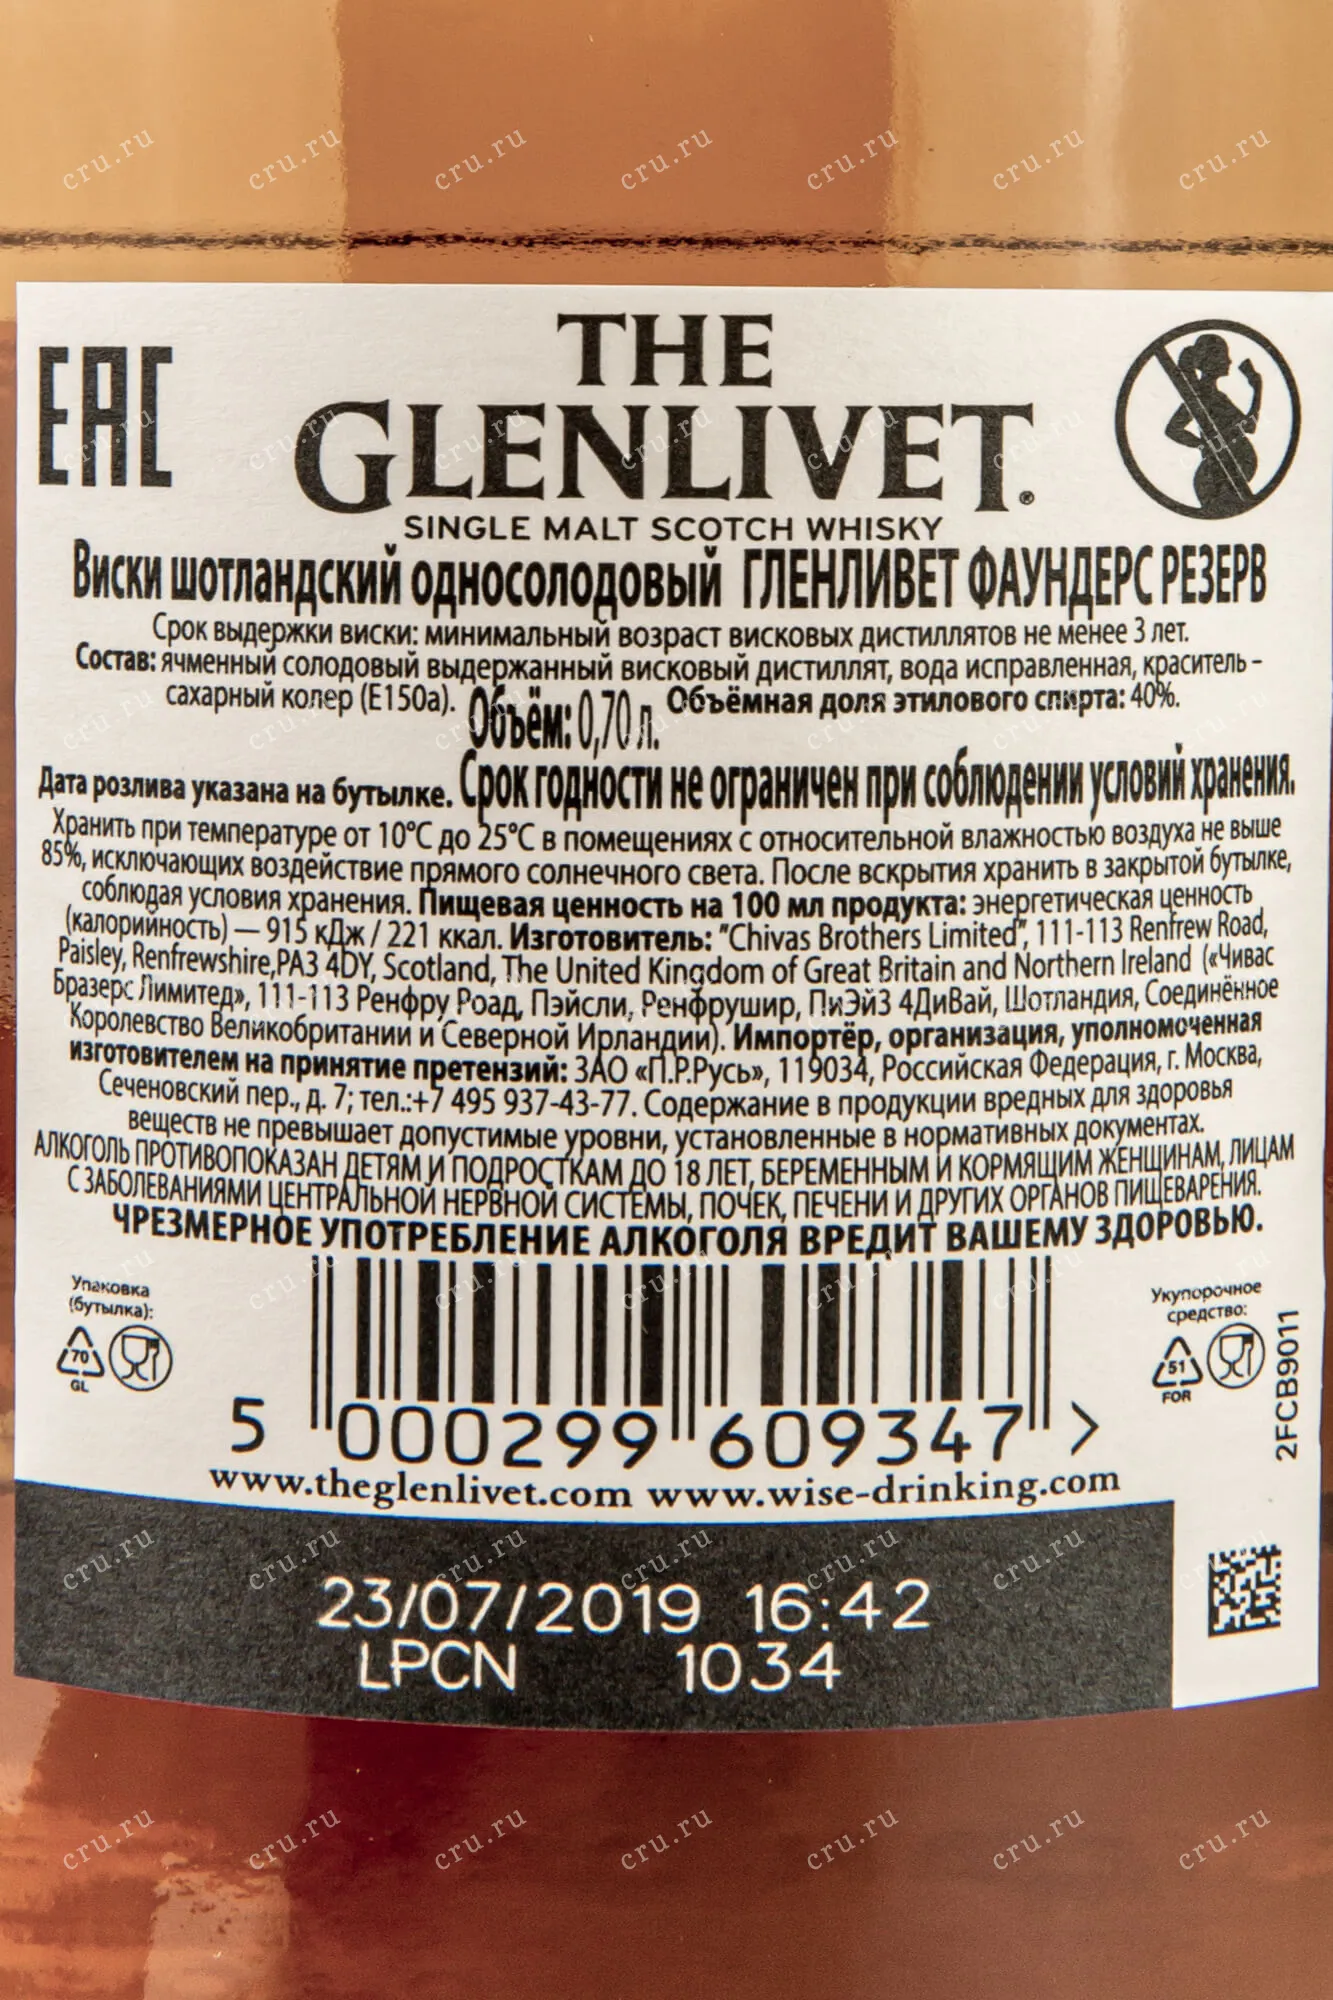 EAC
THE
GLENLIVET®
SINGLE MALT SCOTCH WHISKY
Виски шотландский односолодовый ГЛЕНЛИВЕТ ФАУНДЕРС РЕЗЕРВ
Срок выдержки виски: минимальный возраст висковых дистиллятов не менее 3 лет.
Состав: ячменный солодовый выдержанный висковый дистиллят, вода исправленная, краситель –
сахарный колер (Е150а). Объём: 0,70 л. Объёмная доля этилового спирта: 40%.
Дата розлива указана на бутылке. Срок годности не ограничен при соблюдении условий хранения.
Хранить при температуре от 10°C до 25°C в помещениях с относительной влажностью воздуха не выше
85%, исключающих воздействие прямого солнечного света. После вскрытия хранить в закрытой бутылке,
соблюдая условия хранения. Пищевая ценность на 100 мл продукта: энергетическая ценность
(калорийность) — 915 кДж / 221 ккал. Изготовитель: "Chivas Brothers Limited", 111-113 Renfrew Road,
Paisley, Renfrewshire,PA3 4DY, Scotland, The United Kingdom of Great Britain and Northern Ireland («Чивас
Бразерс Лимитед», 111-113 Ренфру Роад, Пэйсли, Ренфрушир, ПиЭй3 4ДиВай, Шотландия, Соединённое
Королевство Великобритании и Северной Ирландии). Импортёр, организация, уполномоченная
изготовителем на принятие претензий: ЗАО «П.Р.Русь», 119034, Российская Федерация, г. Москва,
Сеченовский пер., д. 7; тел.:+7 495 937-43-77. Содержание в продукции вредных для здоровья
веществ не превышает допустимые уровни, установленные в нормативных документах.
АЛКОГОЛЬ ПРОТИВОПОКАЗАН ДЕТЯМ И ПОДРОСТКАМ ДО 18 ЛЕТ, БЕРЕМЕННЫМ И КОРМЯЩИМ ЖЕНЩИНАМ, ЛИЦАМ
С ЗАБОЛЕВАНИЯМИ ЦЕНТРАЛЬНОЙ НЕРВНОЙ СИСТЕМЫ, ПОЧЕК, ПЕЧЕНИ И ДРУГИХ ОРГАНОВ ПИЩЕВАРЕНИЯ.
ЧРЕЗМЕРНОЕ УПОТРЕБЛЕНИЕ АЛКОГОЛЯ ВРЕДИТ ВАШЕМУ ЗДОРОВЬЮ.
Упаковка
(бутылка):
70
GL
Укупорочное
средство:
51
FOR
2FCB9011
5 000299 609347 >
www.theglenlivet.com www.wise-drinking.com
23/07/2019 16:42
LPCN 1034
cru.ru